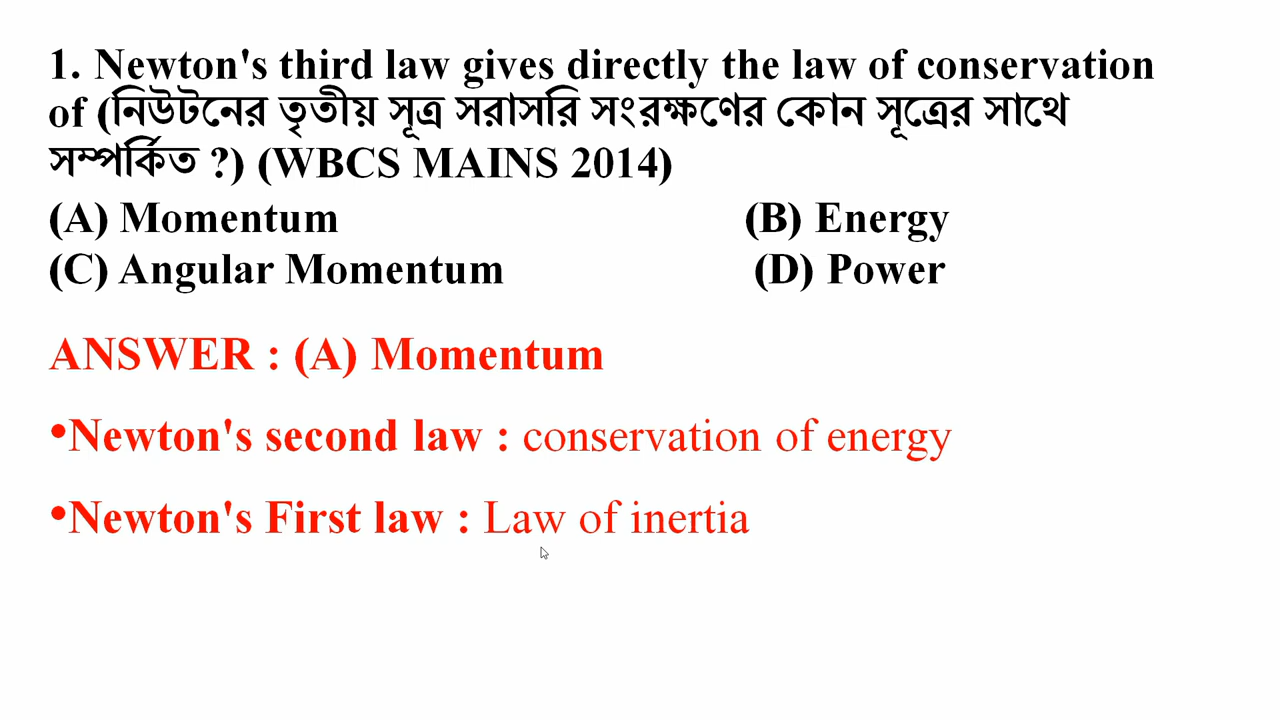 1. Newton's third law gives directly the law of conservation
of (নিউটনের তৃতীয় সূত্র সরাসরি সংরক্ষণের কোন সূত্রের সাথে
সম্পর্কিত ?) (WBCS MAINS 2014)
(A) Momentum (B) Energy
(C) Angular Momentum (D) Power
ANSWER : (A) Momentum
•Newton's second law : conservation of energy
•Newton's First law : Law of inertia